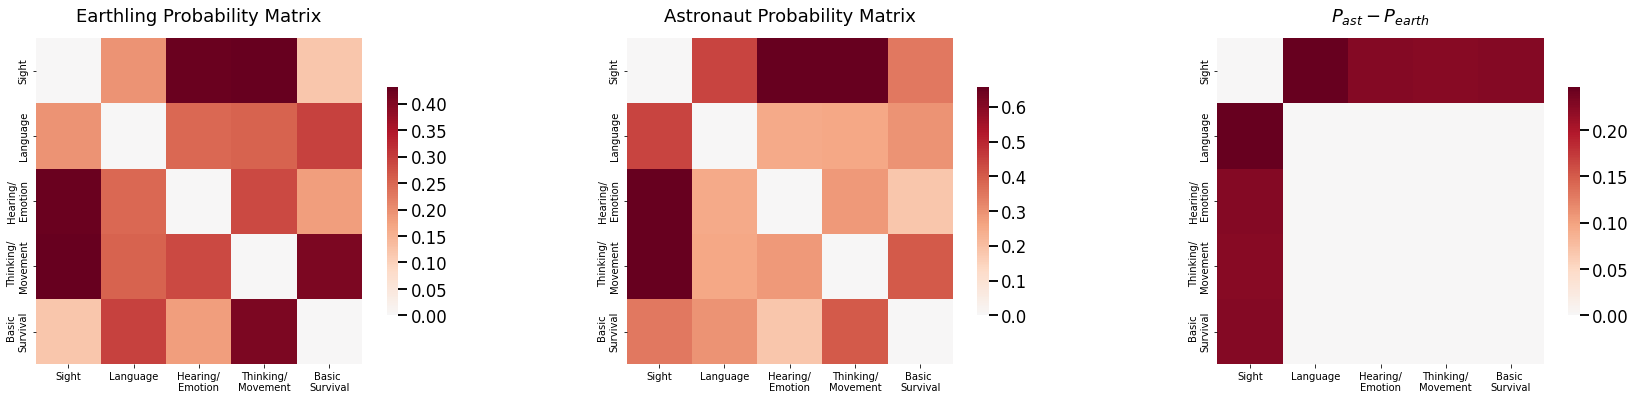 Earthling Probability Matrix
Sight
Language
Hearing/
Emotion
Thinking/
Movement
Basic
Survival
Sight
Language
Hearing/
Emotion
Thinking/
Movement
Basic
Survival
0.40
0.35
0.30
0.25
0.20
0.15
0.10
0.05
0.00
Astronaut Probability Matrix
Sight
Language
Hearing/
Emotion
Thinking/
Movement
Basic
Survival
Sight
Language
Hearing/
Emotion
Thinking/
Movement
Basic
Survival
0.6
0.5
0.4
0.3
0.2
0.1
0.0
P_ast − P_earth
Sight
Language
Hearing/
Emotion
Thinking/
Movement
Basic
Survival
Sight
Language
Hearing/
Emotion
Thinking/
Movement
Basic
Survival
0.20
0.15
0.10
0.05
0.00